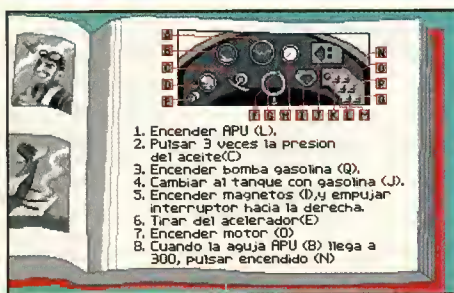 A
B
C
D
E
N
O
P
Q
F G H I J K L M
1. Encender APU (L).
2. Pulsar 3 veces la presion
del aceite(C)
3. Encender bomba gasolina (Q).
4. Cambiar al tanque con gasolina (J).
5. Encender magnetos (I),y empujar
interruptor hacia la derecha.
6. Tirar del acelerador(E)
7. Encender motor (O)
8. Cuando la aguja APU (B) llega a
300, pulsar encendido (N)